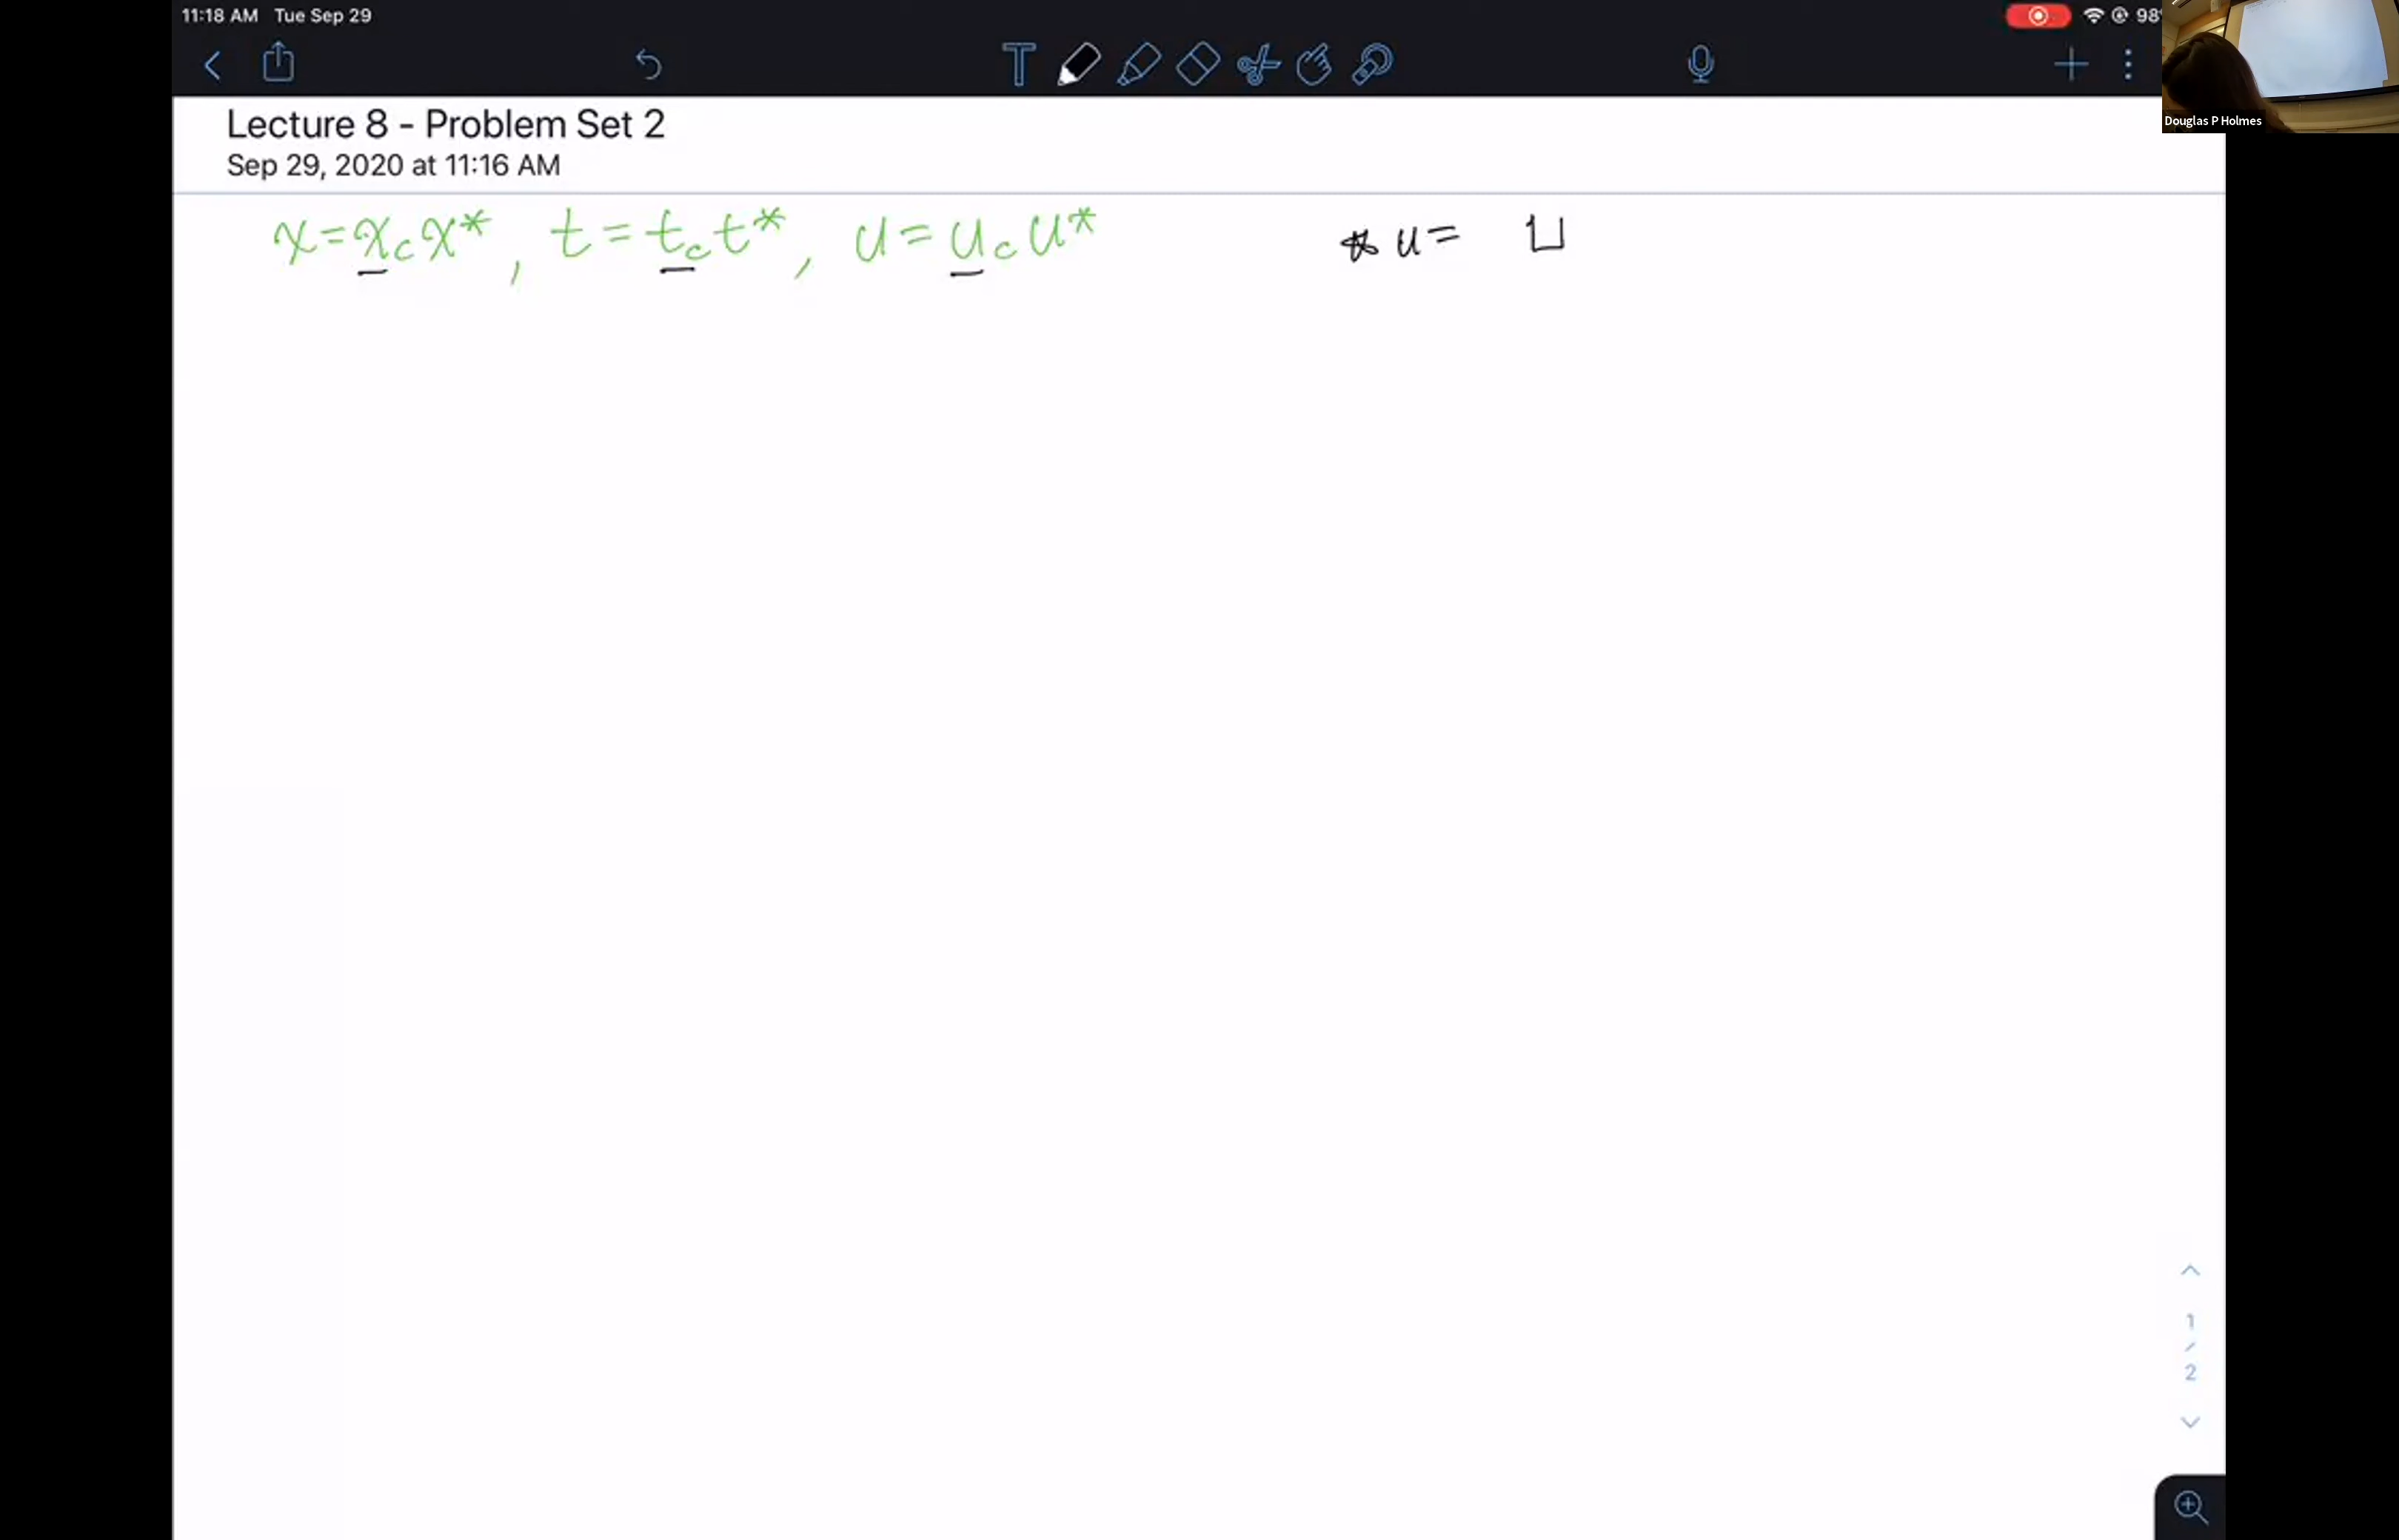 11:18 AM Tue Sep 29
98
Douglas P Holmes
Lecture 8 - Problem Set 2
Sep 29, 2020 at 11:16 AM
x = x_c x*, t = t_c t*, u = u_c u* * u =
1
/
2